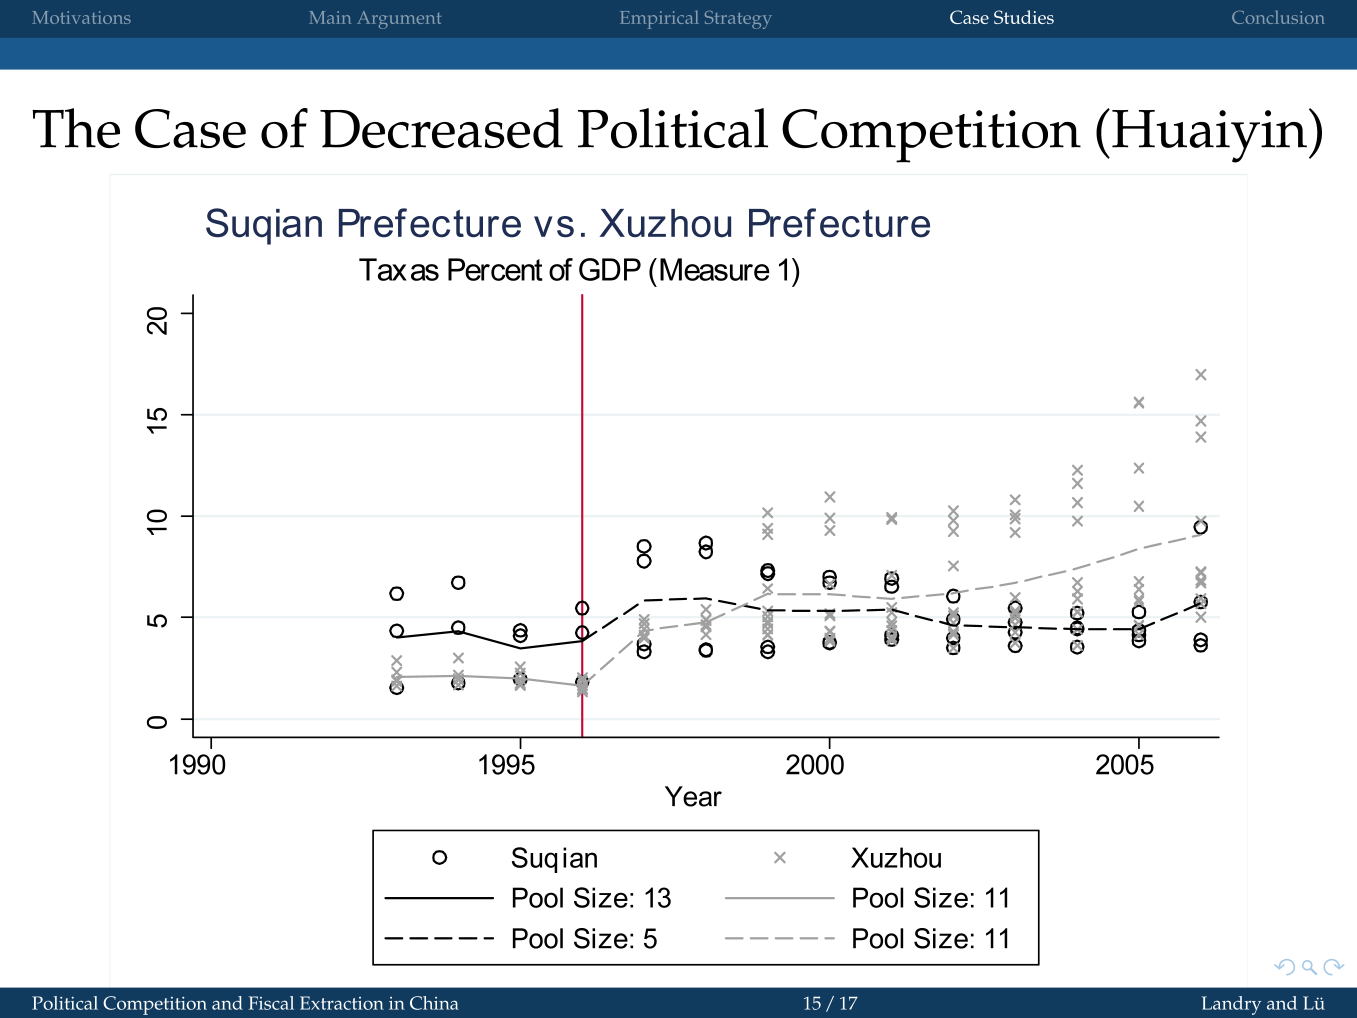 Motivations Main Argument Empirical Strategy Case Studies Conclusion
The Case of Decreased Political Competition (Huaiyin)
Suqian Prefecture vs. Xuzhou Prefecture
Tax as Percent of GDP (Measure 1)
20
15
10
5
0
1990 1995 2000 2005
Year
Suqian Xuzhou
Pool Size: 13 Pool Size: 11
Pool Size: 5 Pool Size: 11
Political Competition and Fiscal Extraction in China 15 / 17 Landry and Lü